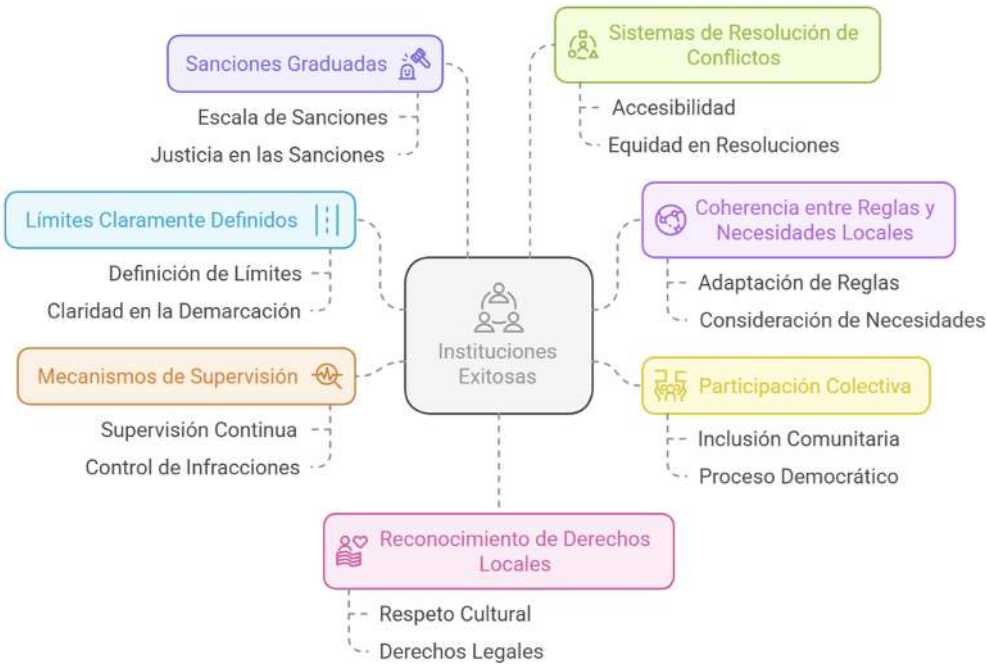 Sanciones Graduadas
Escala de Sanciones
Justicia en las Sanciones
Sistemas de Resolución de
Conflictos
Accesibilidad
Equidad en Resoluciones
Límites Claramente Definidos
Definición de Límites
Claridad en la Demarcación
Coherencia entre Reglas y
Necesidades Locales
Adaptación de Reglas
Consideración de Necesidades
Instituciones
Exitosas
Mecanismos de Supervisión
Supervisión Continua
Control de Infracciones
Participación Colectiva
Inclusión Comunitaria
Proceso Democrático
Reconocimiento de Derechos
Locales
Respeto Cultural
Derechos Legales